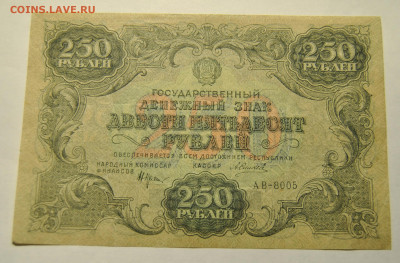 COINS.LAVE.RU
250 250
РУБЛЕЙ РУБЛЕЙ
ГОСУДАРСТВЕННЫЙ
ДЕНЕЖНЫЙ ЗНАК
ДВЕСТИ ПЯТЬДЕСЯТ
РУБЛЕЙ
ОБЕСПЕЧИВАЕТСЯ ВСЕМ ДОСТОЯНИЕМ РЕСПУБЛИКИ
НАРОДНЫЙ КОМИССАР КАССИР
ФИНАНСОВ
АВ-8005
250
РУБЛЕЙ